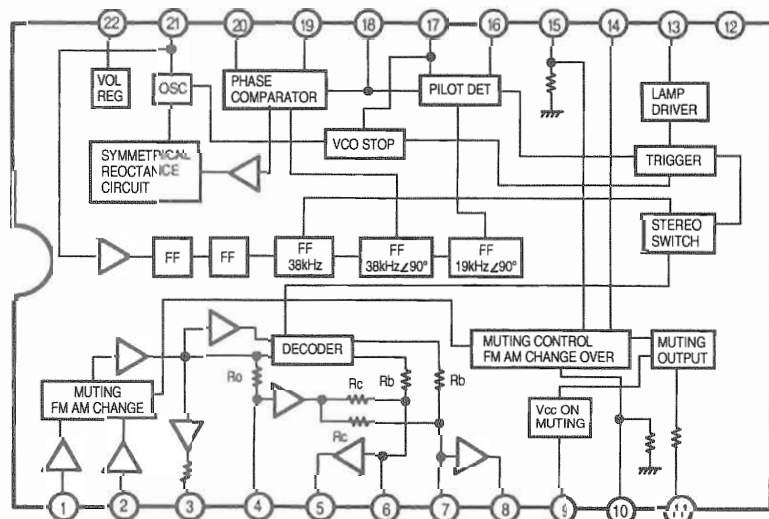 22 21 20 19 18 17 16 15 14 13 12
VOL
REG
OSC
PHASE
COMPARATOR
PILOT DET
LAMP
DRIVER
VCO STOP
TRIGGER
SYMMETRICAL
REOCTANCE
CIRCUIT
STEREO
SWITCH
FF
FF
FF
38kHz
FF
38kHz∠90°
FF
19kHz∠90°
DECODER
MUTING CONTROL
FM AM CHANGE OVER
MUTING
OUTPUT
Ro
Rc
Rb
Rb
MUTING
FM AM CHANGE
Vcc ON
MUTING
Rc
1 2 3 4 5 6 7 8 9 10 11